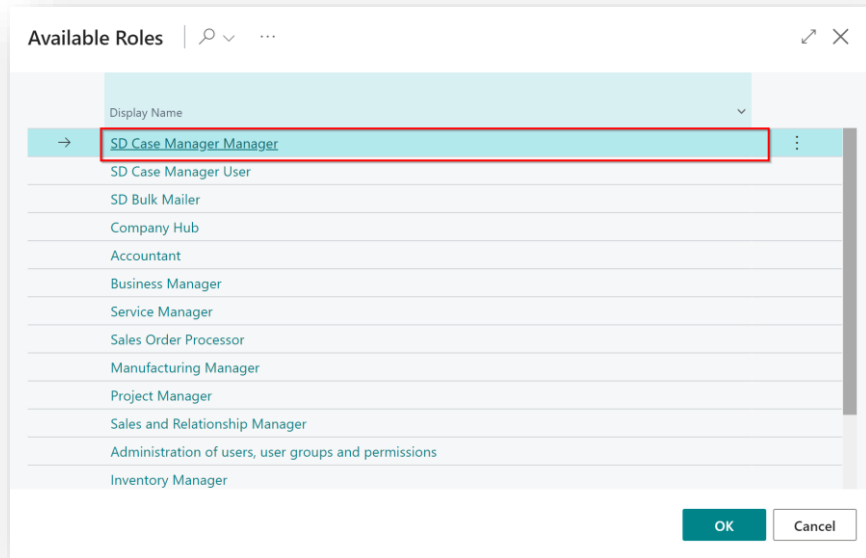 Available Roles
Display Name
SD Case Manager Manager
SD Case Manager User
SD Bulk Mailer
Company Hub
Accountant
Business Manager
Service Manager
Sales Order Processor
Manufacturing Manager
Project Manager
Sales and Relationship Manager
Administration of users, user groups and permissions
Inventory Manager
OK Cancel